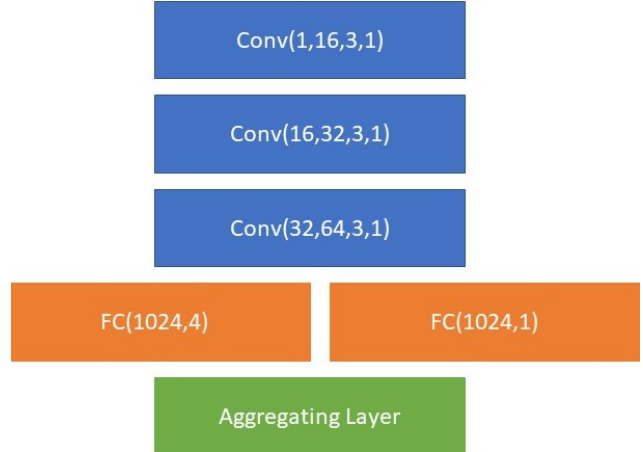 Conv(1,16,3,1)
Conv(16,32,3,1)
Conv(32,64,3,1)
FC(1024,4)
FC(1024,1)
Aggregating Layer